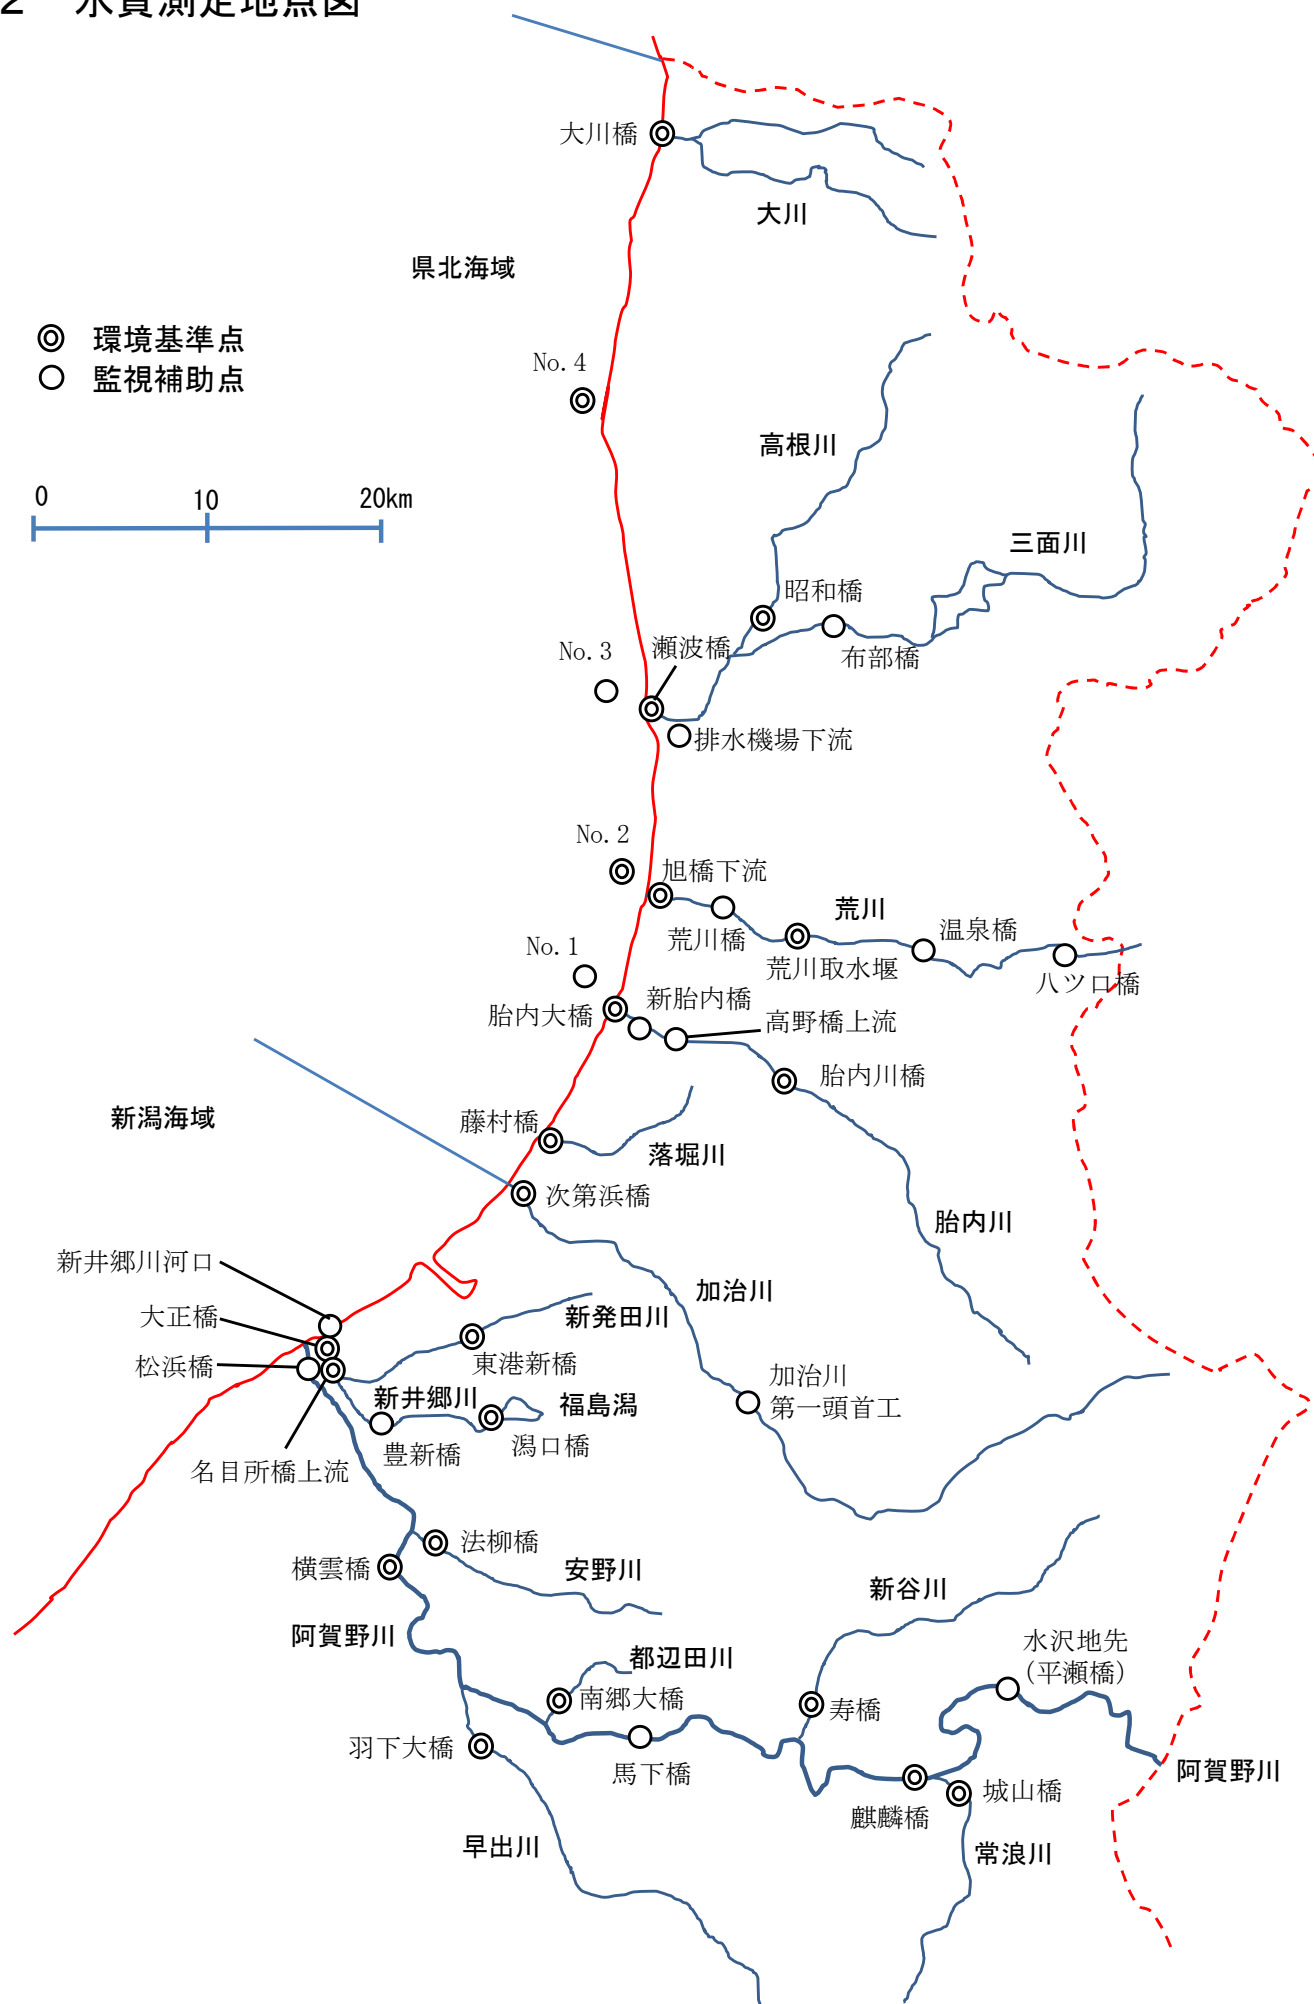 2 水質測定地点図
大川橋
大川
県北海域
環境基準点
監視補助点
No.4
高根川
0 10 20km
三面川
昭和橋
瀬波橋
布部橋
No.3
排水機場下流
No.2
旭橋下流
荒川
荒川橋
温泉橋
No.1
荒川取水堰
八ツ口橋
新胎内橋
胎内大橋
高野橋上流
胎内川橋
新潟海域
藤村橋
落堀川
次第浜橋
胎内川
新井郷川河口
加治川
大正橋
新発田川
松浜橋
東港新橋
加治川
第一頭首工
新井郷川
福島潟
豊新橋
潟口橋
名目所橋上流
法柳橋
横雲橋
安野川
新谷川
阿賀野川
水沢地先
(平瀬橋)
都辺田川
南郷大橋
寿橋
羽下大橋
馬下橋
阿賀野川
城山橋
麒麟橋
早出川
常浪川